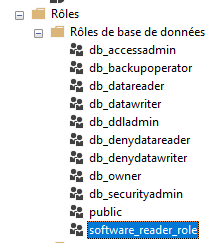 Rôles
Rôles de base de données
db_accessadmin
db_backupoperator
db_datareader
db_datawriter
db_ddladmin
db_denydatareader
db_denydatawriter
db_owner
db_securityadmin
public
software_reader_role